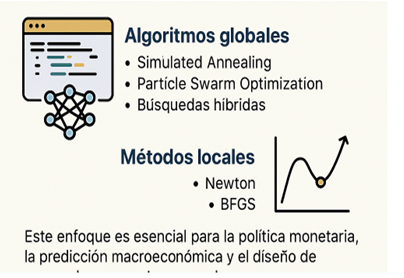 Algoritmos globales
• Simulated Annealing
• Particle Swarm Optimization
• Búsquedas híbridas
Métodos locales
• Newton
• BFGS
Este enfoque es esencial para la política monetaria,
la predicción macroeconómica y el diseño de